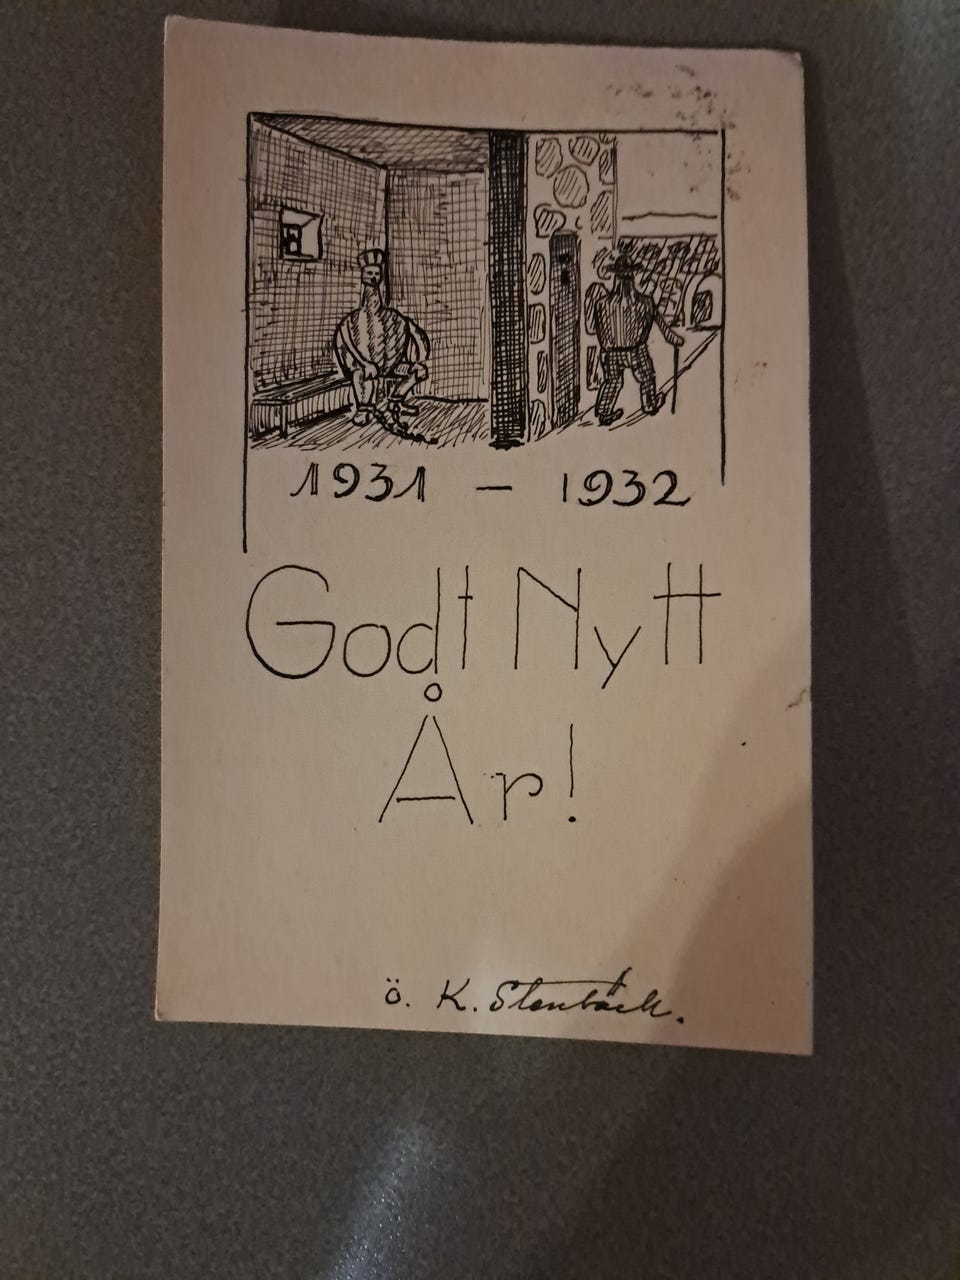 1931 - 1932
Godt Nytt
År!
ö. K. Stenbäck.